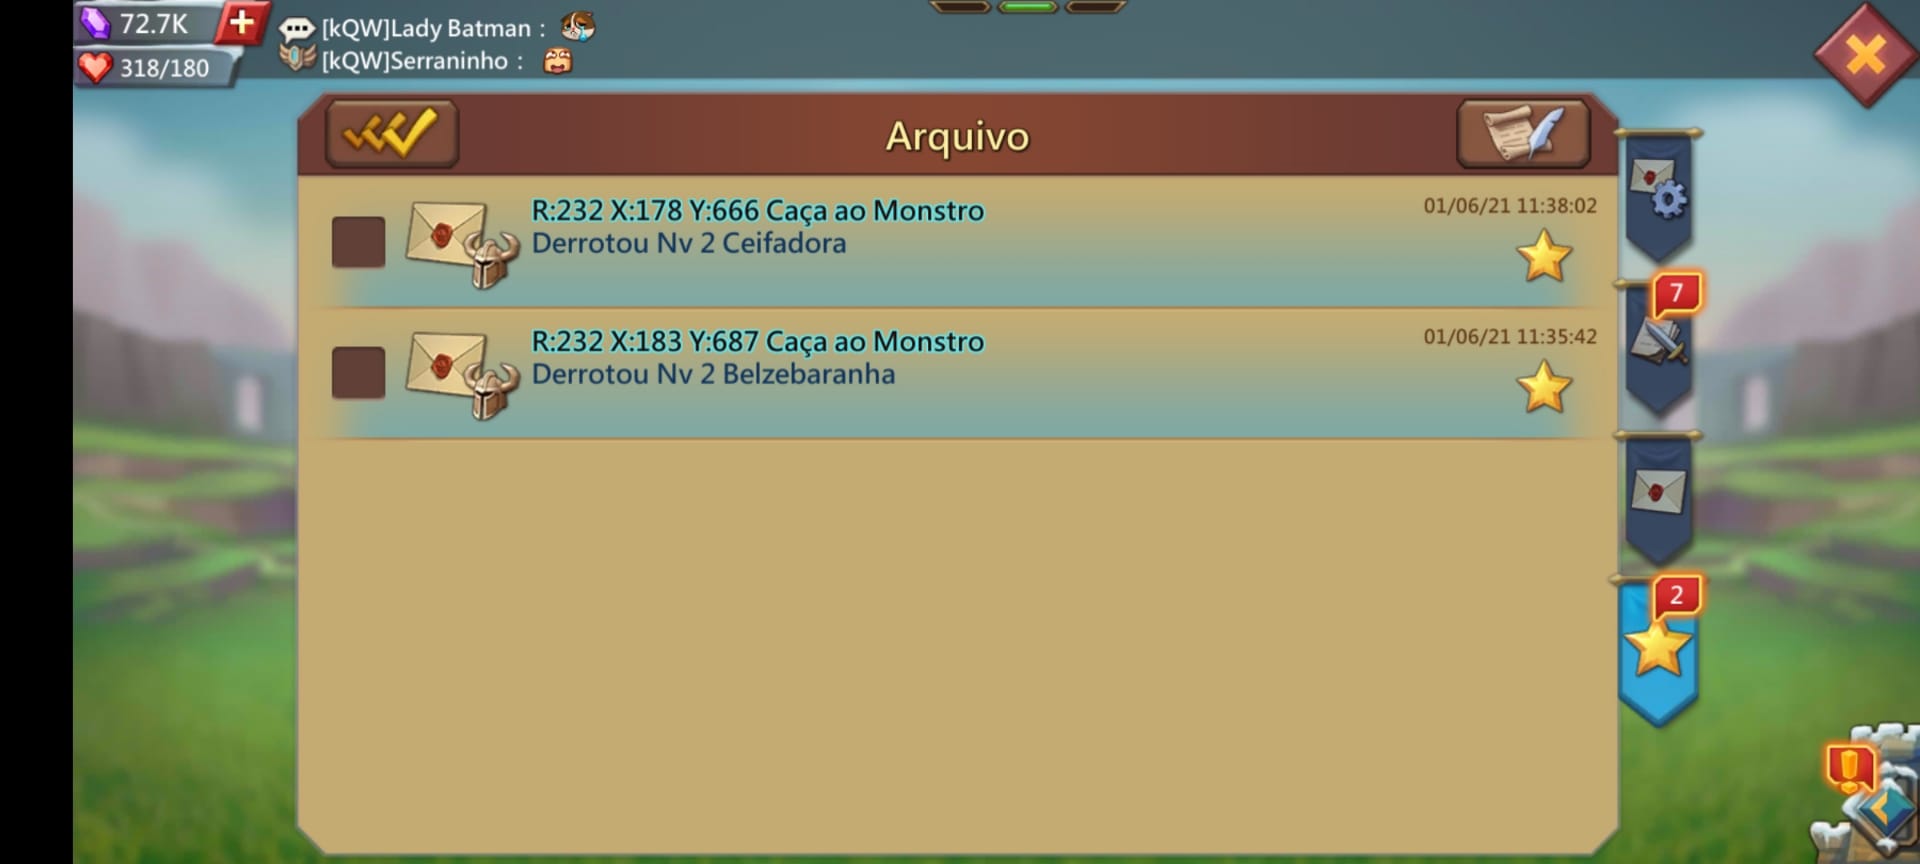 72.7K
318/180
[kQW]Lady Batman :
[kQW]Serraninho :
Arquivo
R:232 X:178 Y:666 Caça ao Monstro
01/06/21 11:38:02
Derrotou Nv 2 Ceifadora
R:232 X:183 Y:687 Caça ao Monstro
01/06/21 11:35:42
Derrotou Nv 2 Belzebaranha
7
2